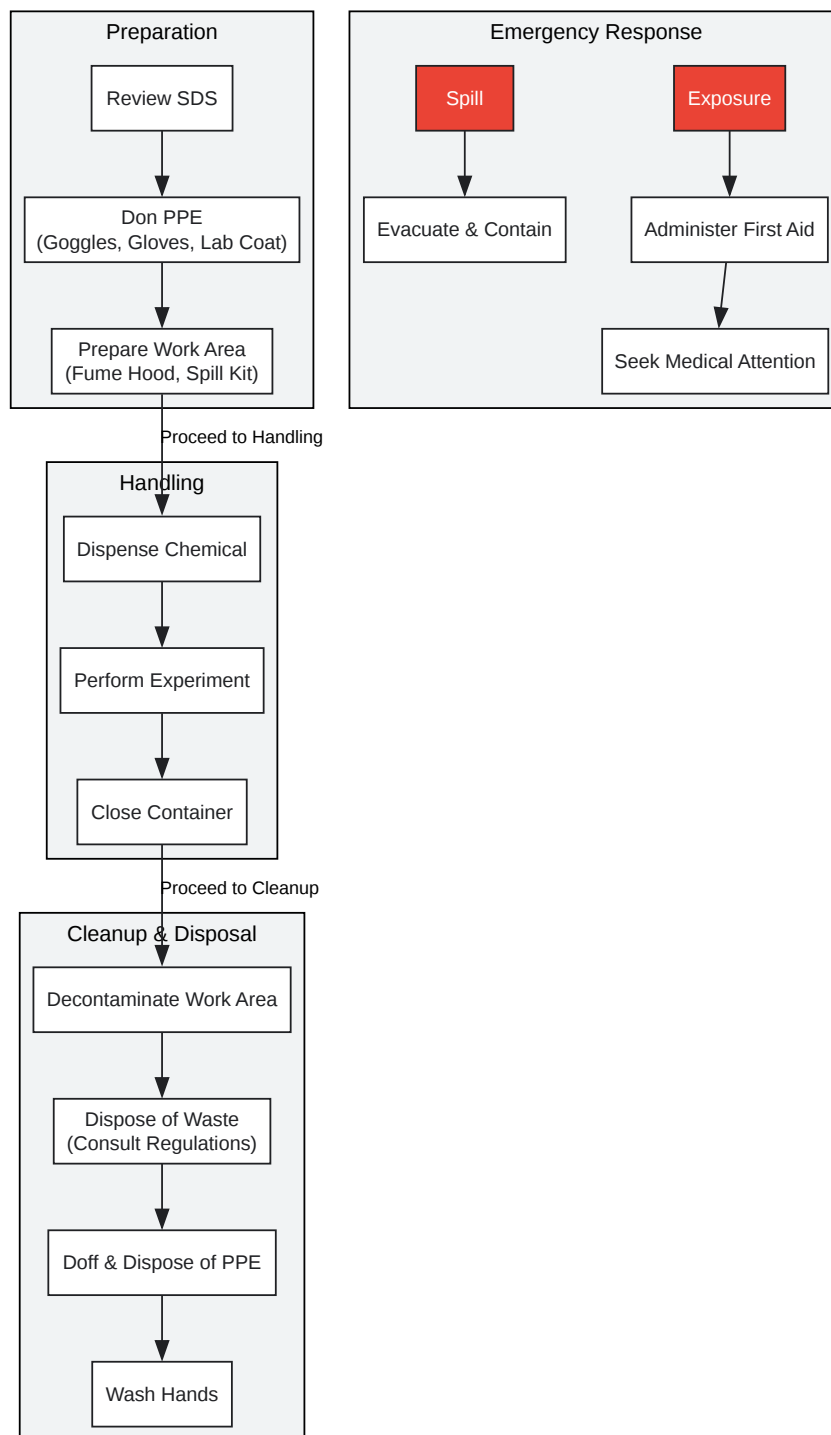 Preparation
Review SDS
Don PPE
(Goggles, Gloves, Lab Coat)
Prepare Work Area
(Fume Hood, Spill Kit)
Proceed to Handling
Handling
Dispense Chemical
Perform Experiment
Close Container
Proceed to Cleanup
Cleanup & Disposal
Decontaminate Work Area
Dispose of Waste
(Consult Regulations)
Doff & Dispose of PPE
Wash Hands
Emergency Response
Spill
Evacuate & Contain
Exposure
Administer First Aid
Seek Medical Attention